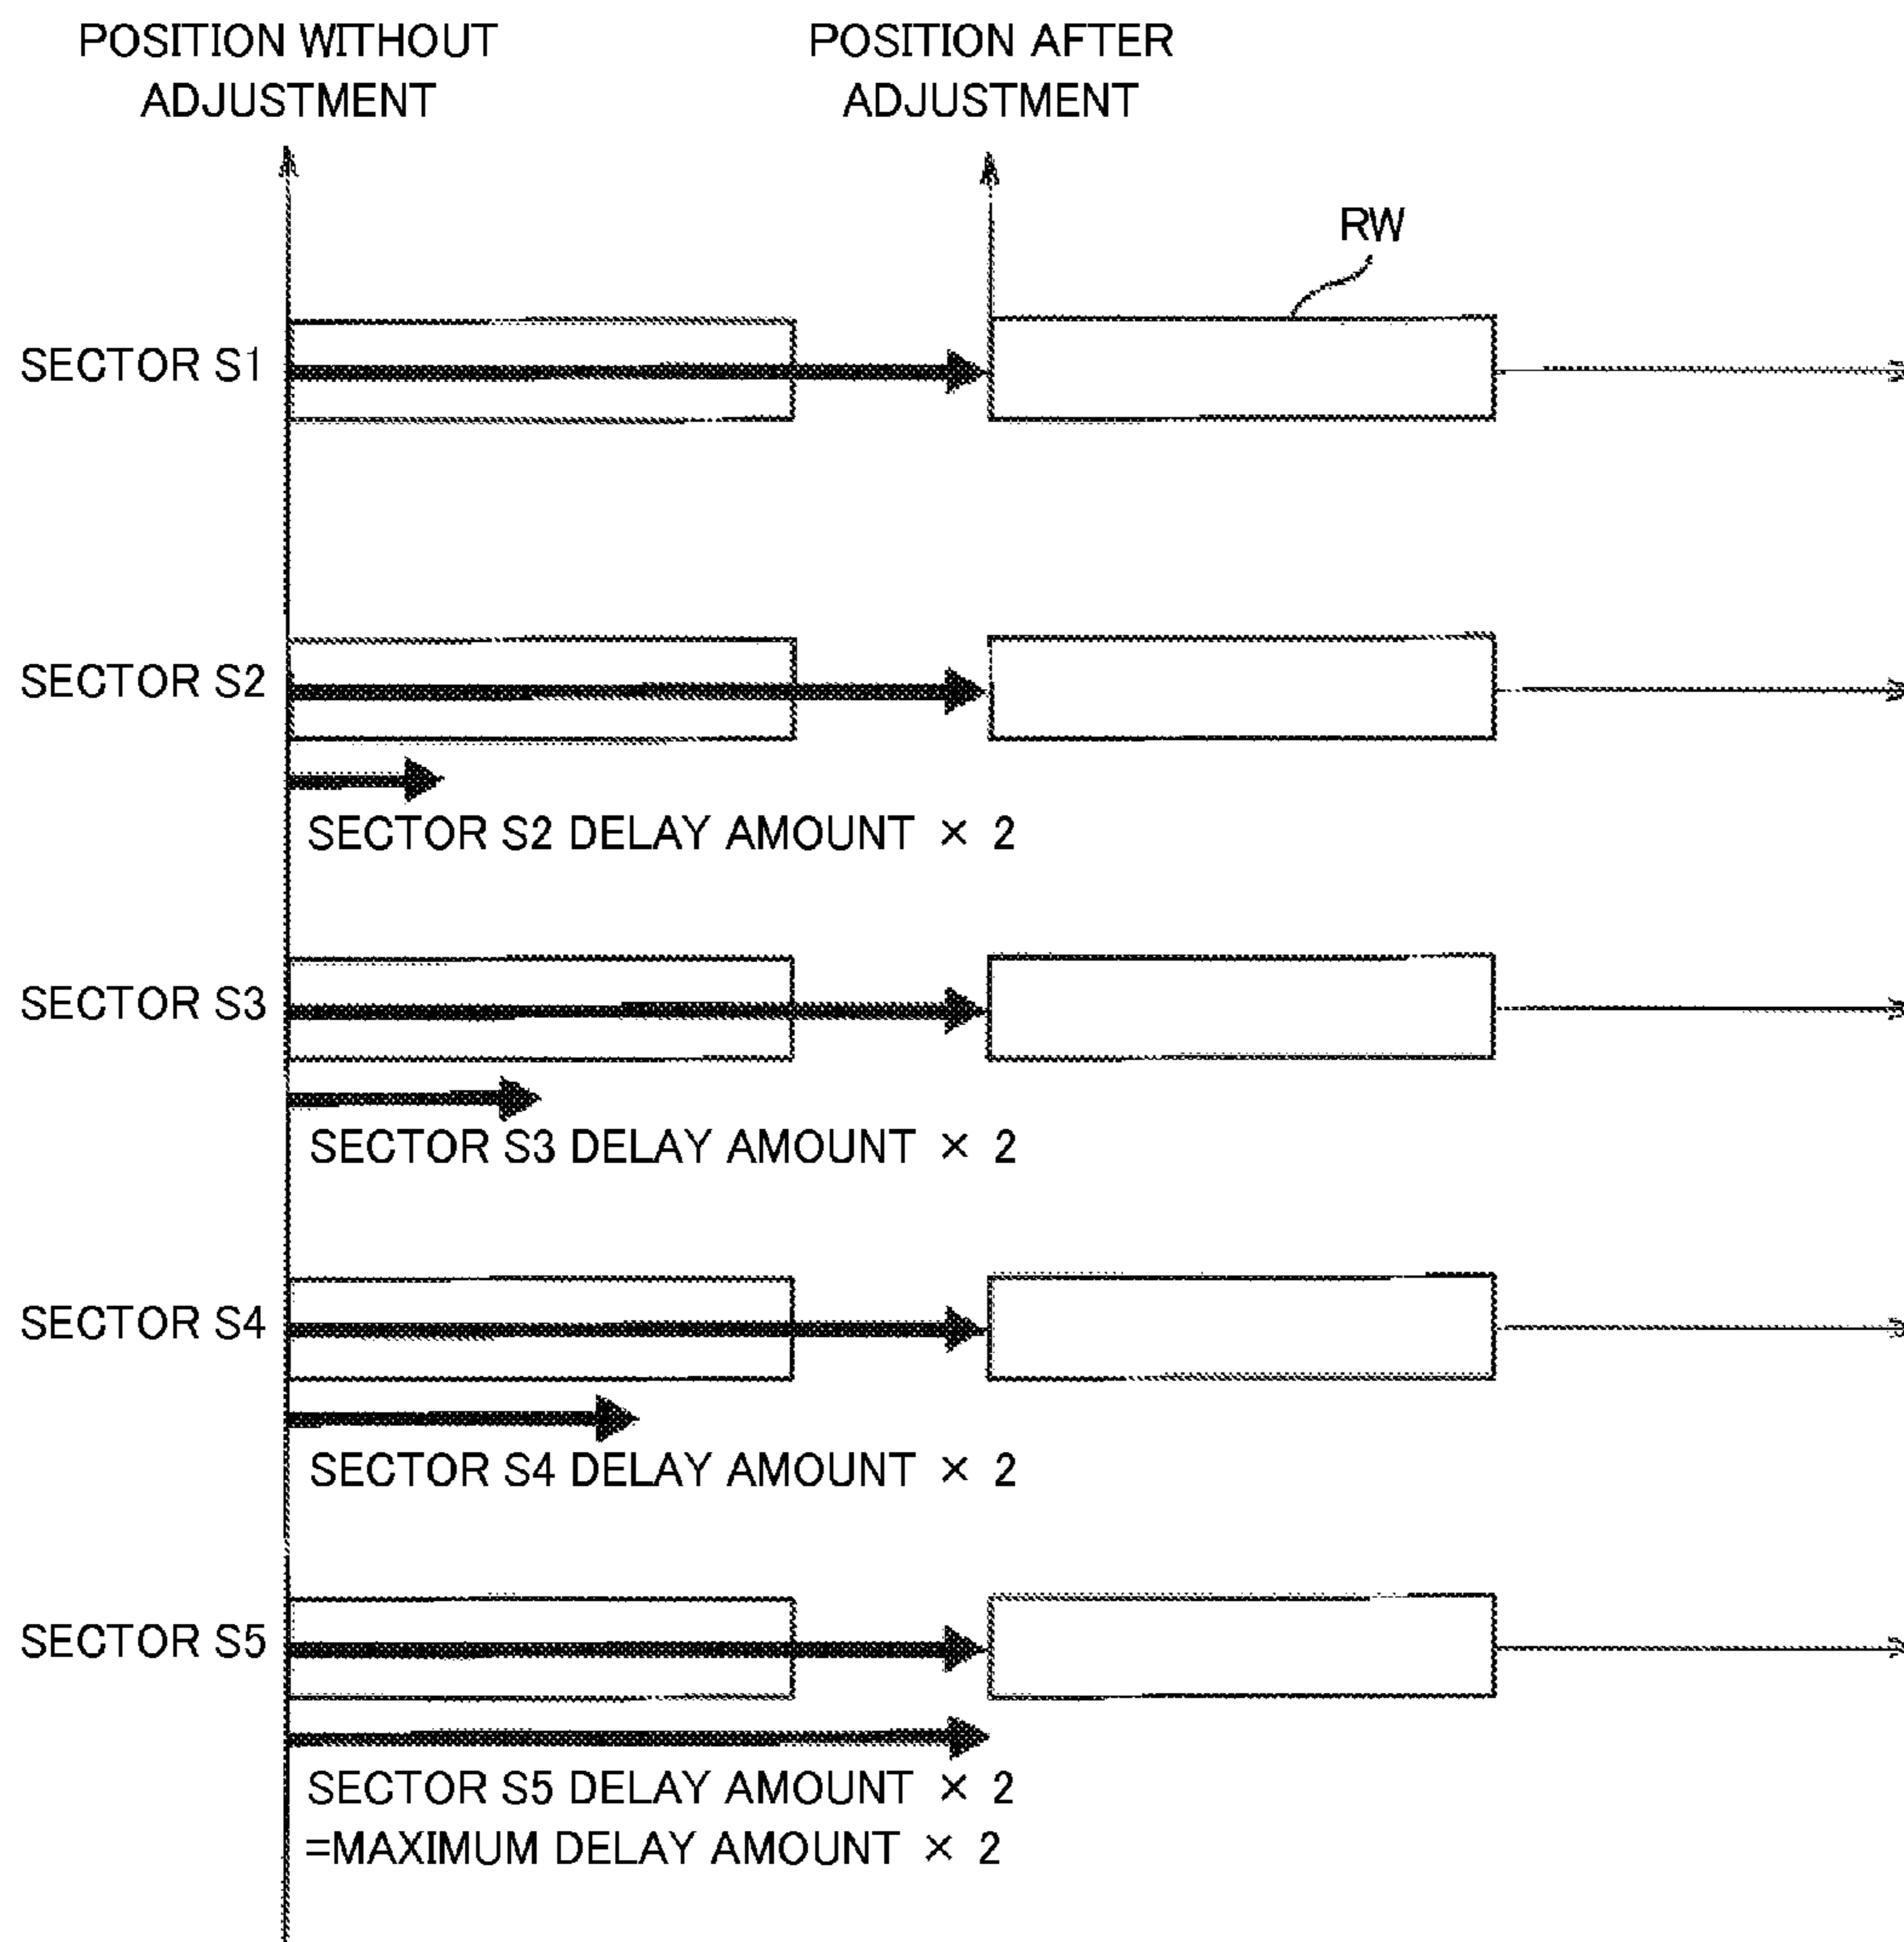 POSITION WITHOUT
ADJUSTMENT
POSITION AFTER
ADJUSTMENT
RW
SECTOR S1
SECTOR S2
SECTOR S2 DELAY AMOUNT × 2
SECTOR S3
SECTOR S3 DELAY AMOUNT × 2
SECTOR S4
SECTOR S4 DELAY AMOUNT × 2
SECTOR S5
SECTOR S5 DELAY AMOUNT × 2
=MAXIMUM DELAY AMOUNT × 2